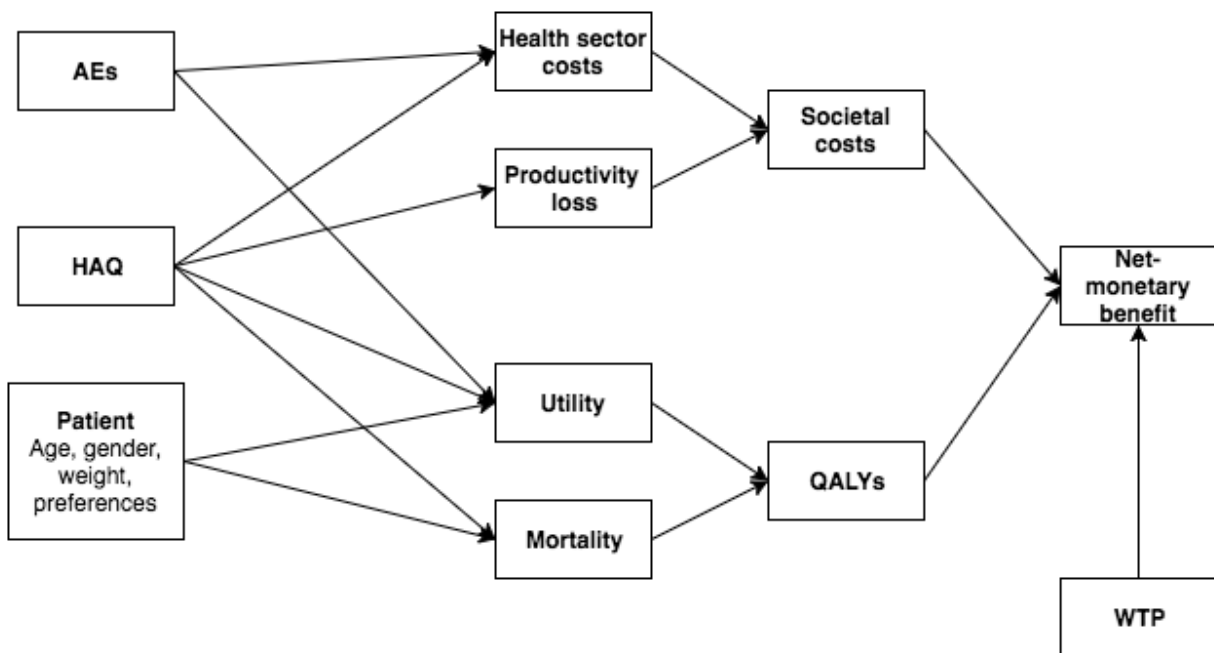 AEs
HAQ
Patient
Age, gender,
weight,
preferences
Health sector
costs
Productivity
loss
Utility
Mortality
Societal
costs
QALYs
Net-
monetary
benefit
WTP